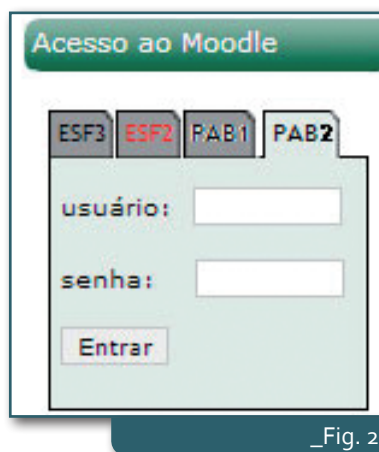 Acesso ao Moodle
ESF3 ESF2 PAB1 PAB2
usuário:
senha:
Entrar
_Fig. 2